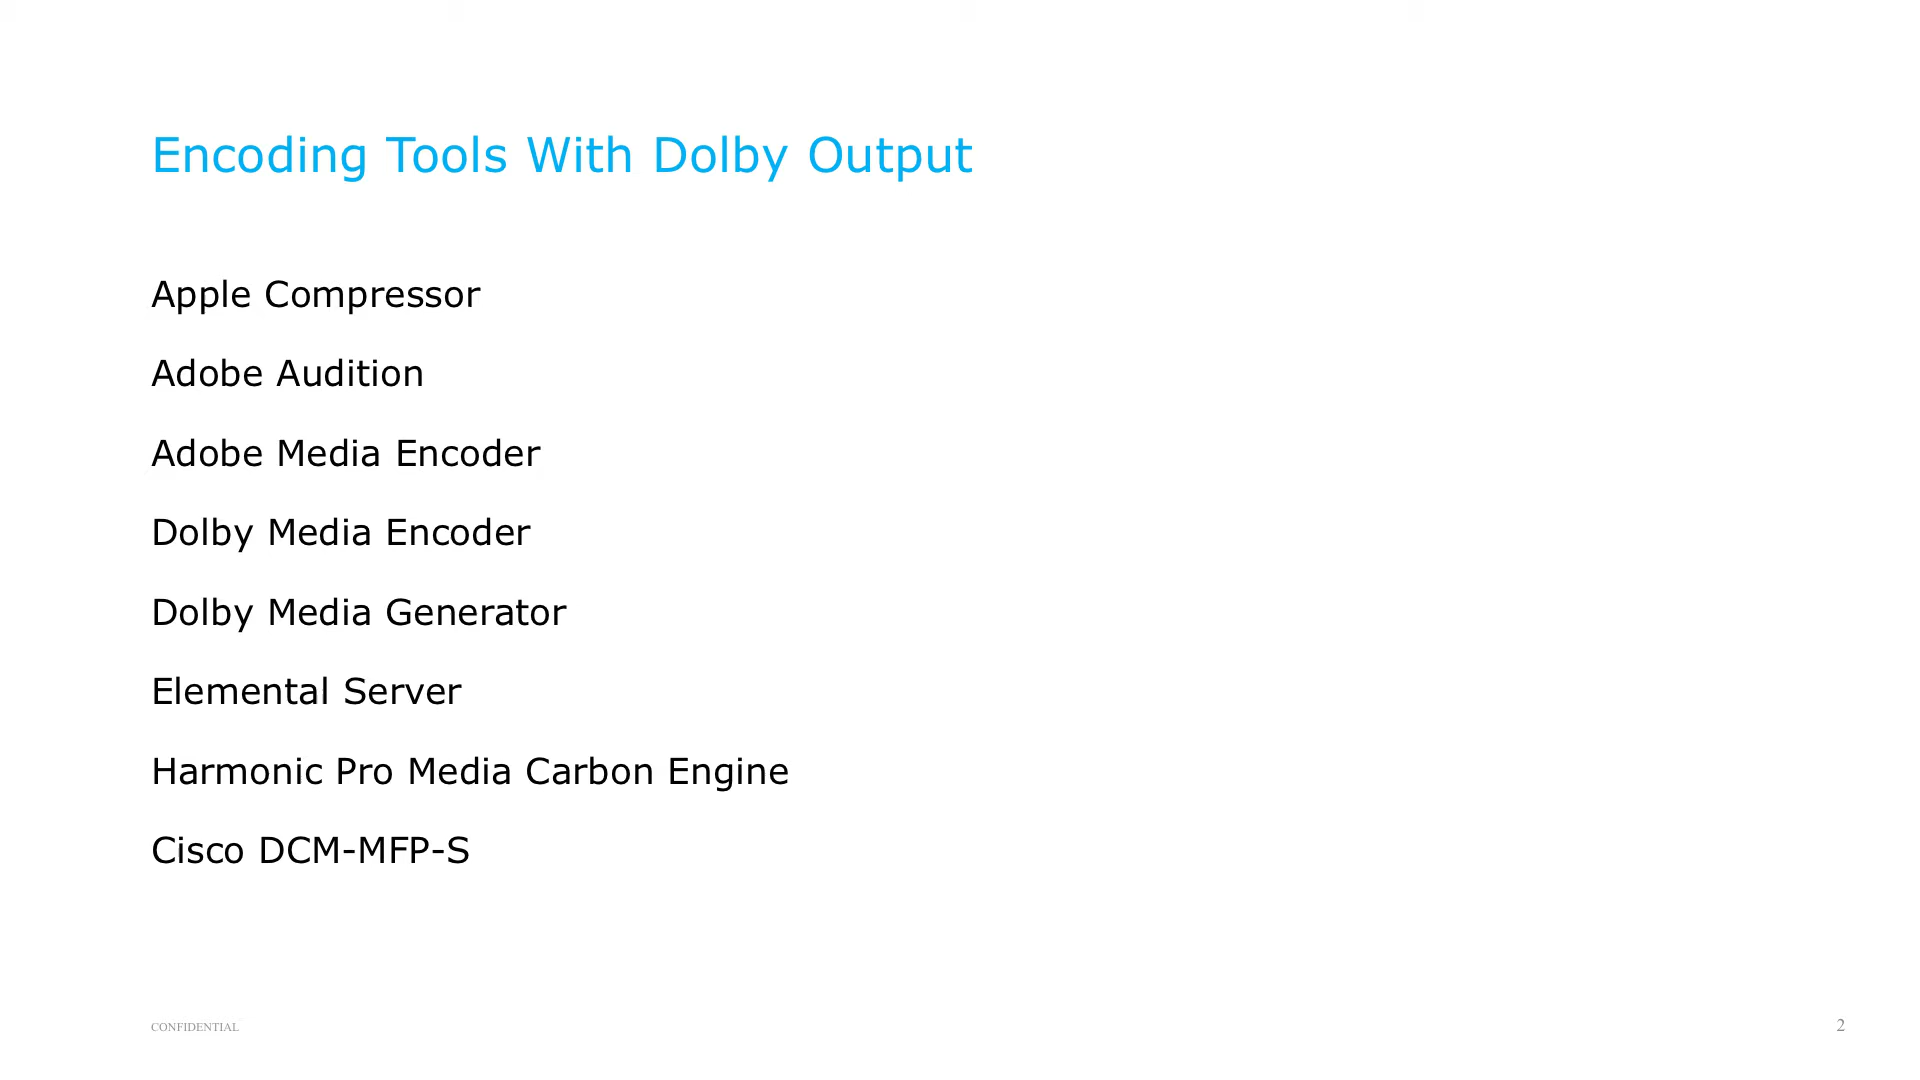 Encoding Tools With Dolby Output
Apple Compressor
Adobe Audition
Adobe Media Encoder
Dolby Media Encoder
Dolby Media Generator
Elemental Server
Harmonic Pro Media Carbon Engine
Cisco DCM-MFP-S
CONFIDENTIAL
2